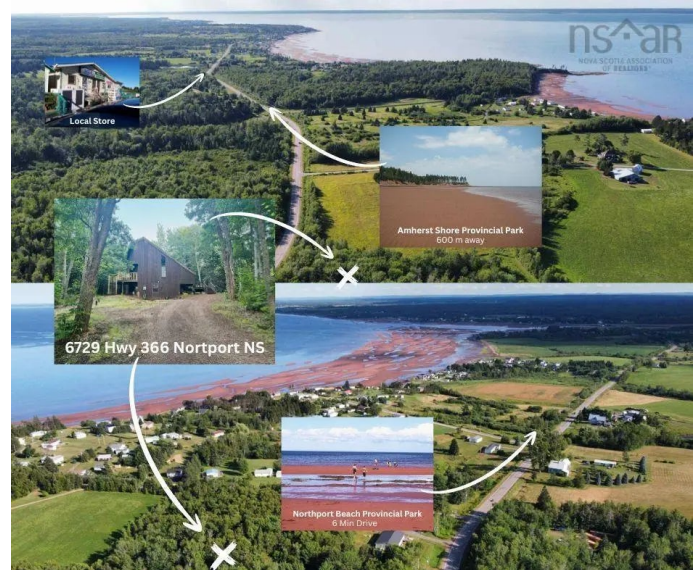 nsar
NOVA SCOTIA ASSOCIATION
OF REALTORS®
Local Store
Amherst Shore Provincial Park
600 m away
6729 Hwy 366 Nortport NS
Northport Beach Provincial Park
6 Min Drive